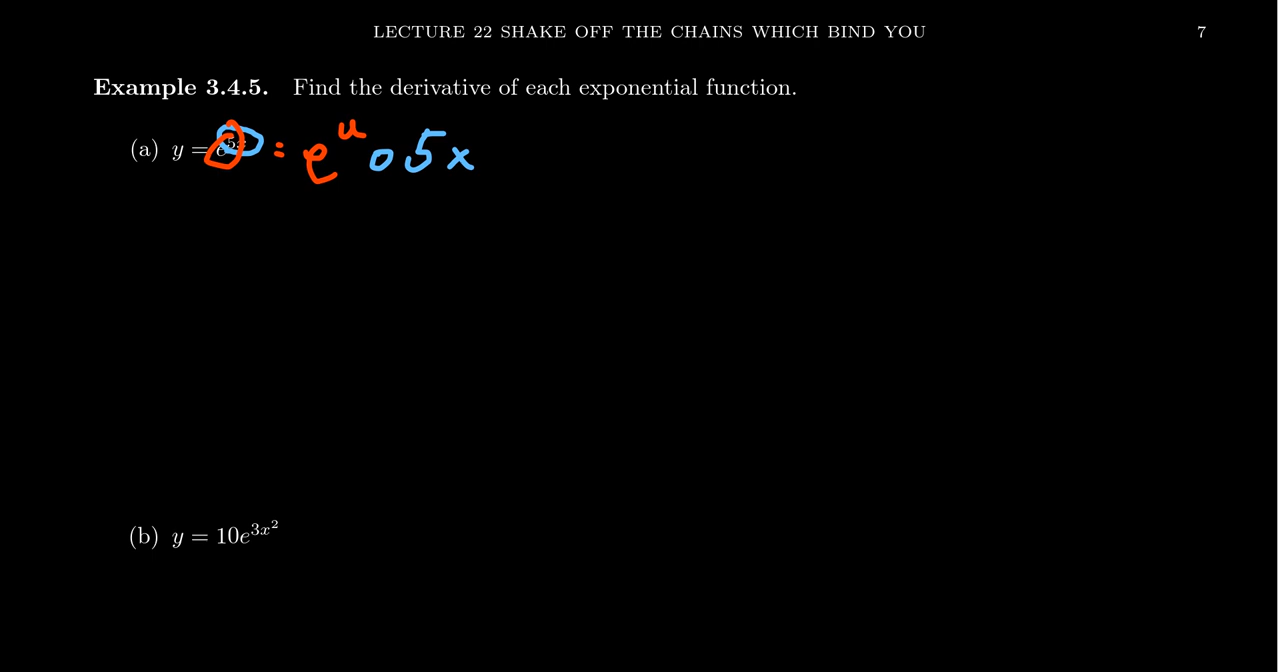 LECTURE 22 SHAKE OFF THE CHAINS WHICH BIND YOU 7
Example 3.4.5. Find the derivative of each exponential function.
(a) y = e^{5x} = e^u ∘ 5x
(b) y = 10e^{3x^2}